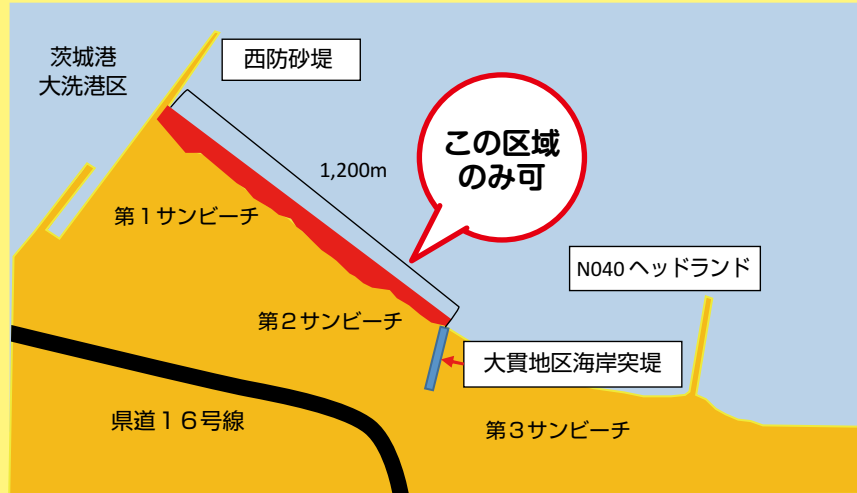 茨城港
大洗港区
西防砂堤
この区域
のみ可
1,200m
第1サンビーチ
N040 ヘッドランド
第2サンビーチ
大貫地区海岸突堤
県道16号線
第3サンビーチ